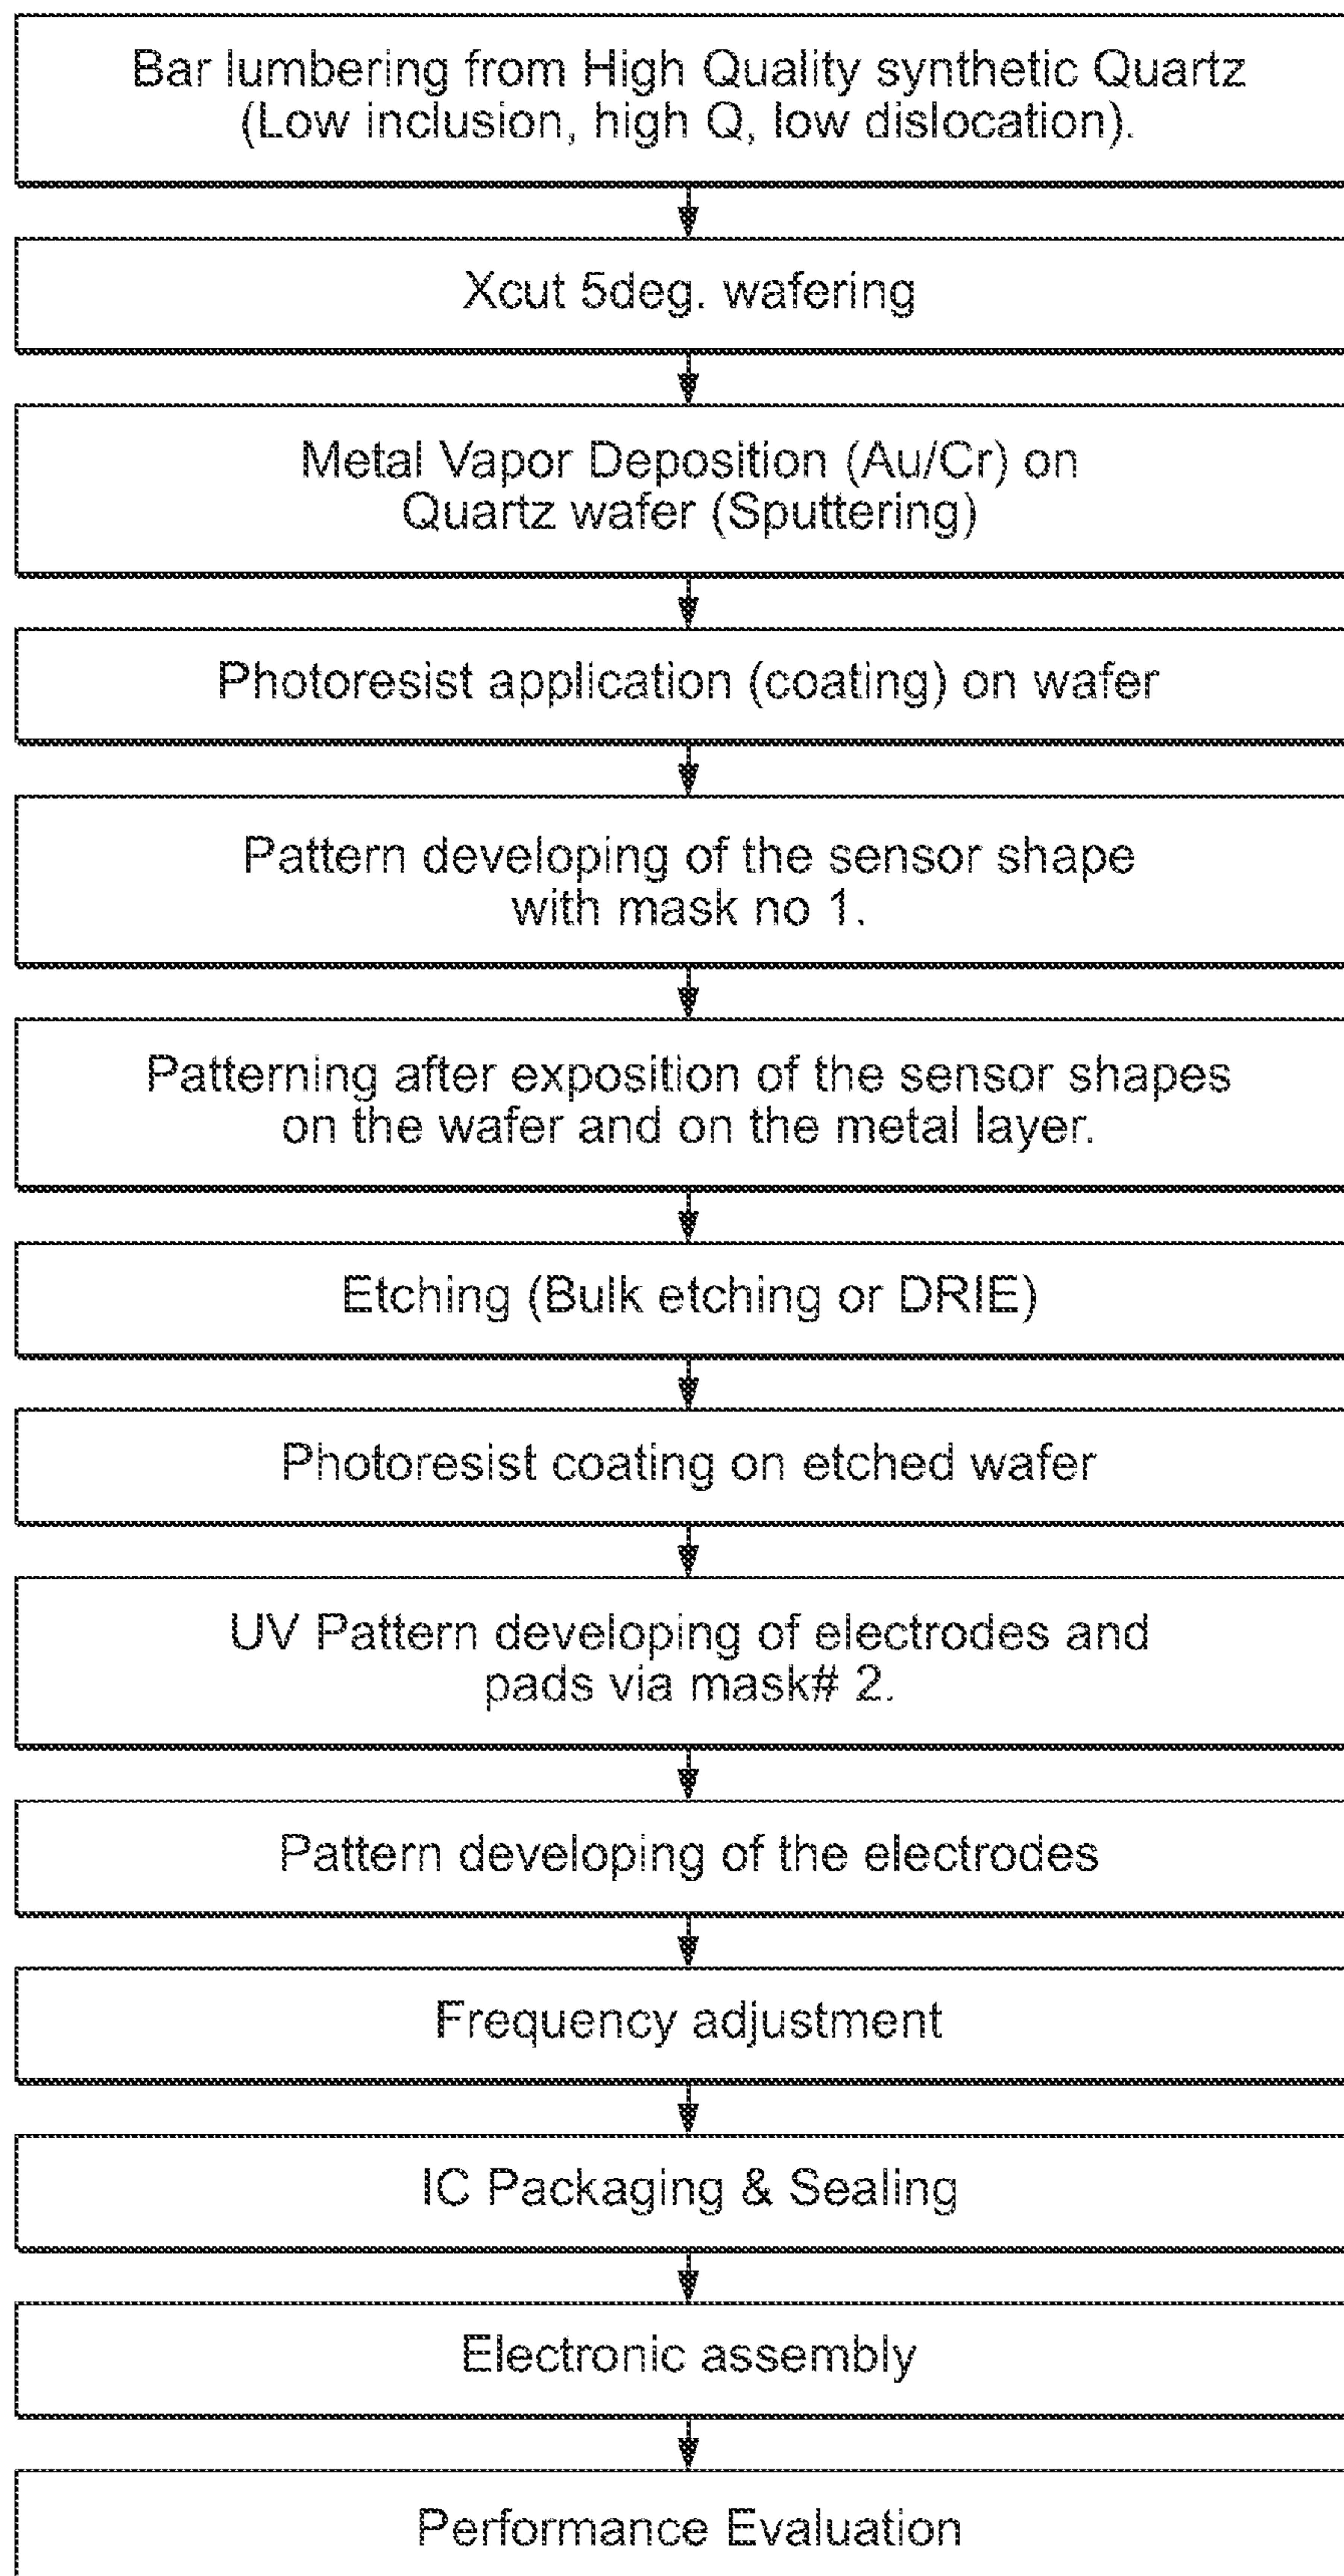 Bar lumbering from High Quality synthetic Quartz
(Low inclusion, high Q, low dislocation).
Xcut 5deg. wafering
Metal Vapor Deposition (Au/Cr) on
Quartz wafer (Sputtering)
Photoresist application (coating) on wafer
Pattern developing of the sensor shape
with mask no 1.
Patterning after exposition of the sensor shapes
on the wafer and on the metal layer.
Etching (Bulk etching or DRIE)
Photoresist coating on etched wafer
UV Pattern developing of electrodes and
pads via mask# 2.
Pattern developing of the electrodes
Frequency adjustment
IC Packaging & Sealing
Electronic assembly
Performance Evaluation